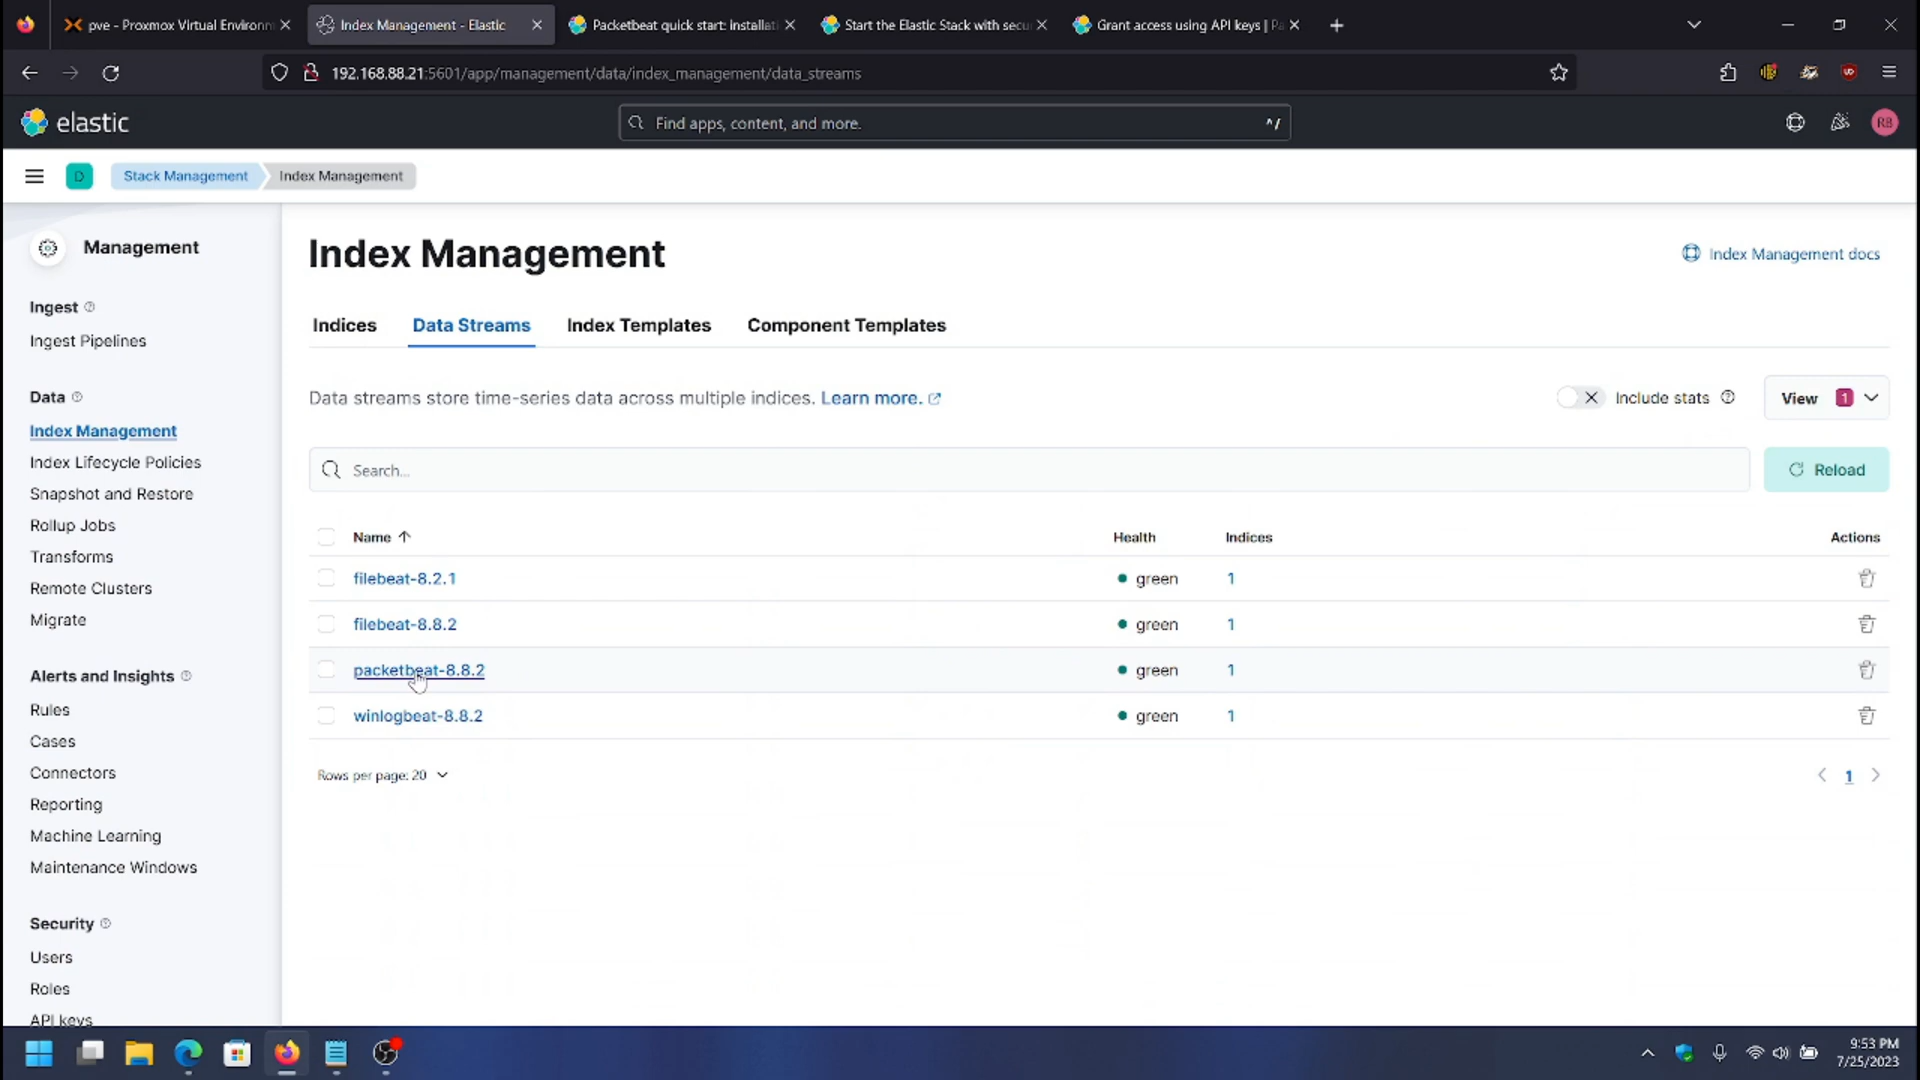 pve - Proxmox Virtual Environm
Index Management - Elastic
Packetbeat quick start: installati
Start the Elastic Stack with secu
Grant access using API keys | Pa
192.168.88.21:5601/app/management/data/index_management/data_streams
elastic
Find apps, content, and more.
^/
RB
D
Stack Management
Index Management
Management
Ingest
Ingest Pipelines
Data
Index Management
Index Lifecycle Policies
Snapshot and Restore
Rollup Jobs
Transforms
Remote Clusters
Migrate
Alerts and Insights
Rules
Cases
Connectors
Reporting
Machine Learning
Maintenance Windows
Security
Users
Roles
API keys
Index Management
Index Management docs
Indices
Data Streams
Index Templates
Component Templates
Data streams store time-series data across multiple indices. Learn more.
Include stats
View 1
Search...
Reload
Name Health Indices Actions
filebeat-8.2.1 green 1
filebeat-8.8.2 green 1
packetbeat-8.8.2 green 1
winlogbeat-8.8.2 green 1
Rows per page: 20
1
9:53 PM
7/25/2023